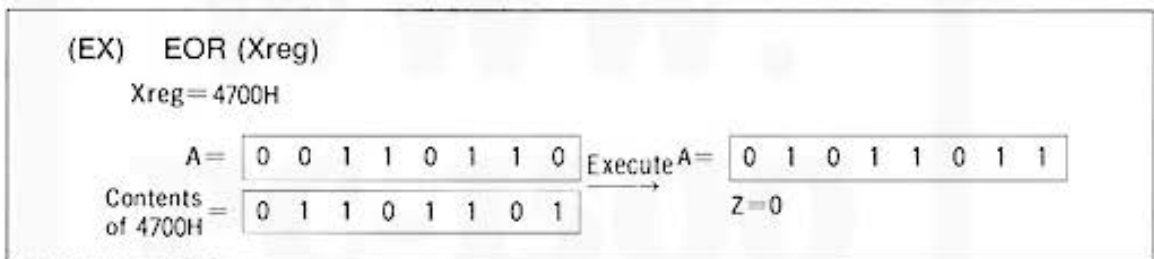 (EX) EOR (Xreg)
Xreg=4700H
A= 0 0 1 1 0 1 1 0 Execute A= 0 1 0 1 1 0 1 1
→
Contents of 4700H = 0 1 1 0 1 1 0 1
Z=0